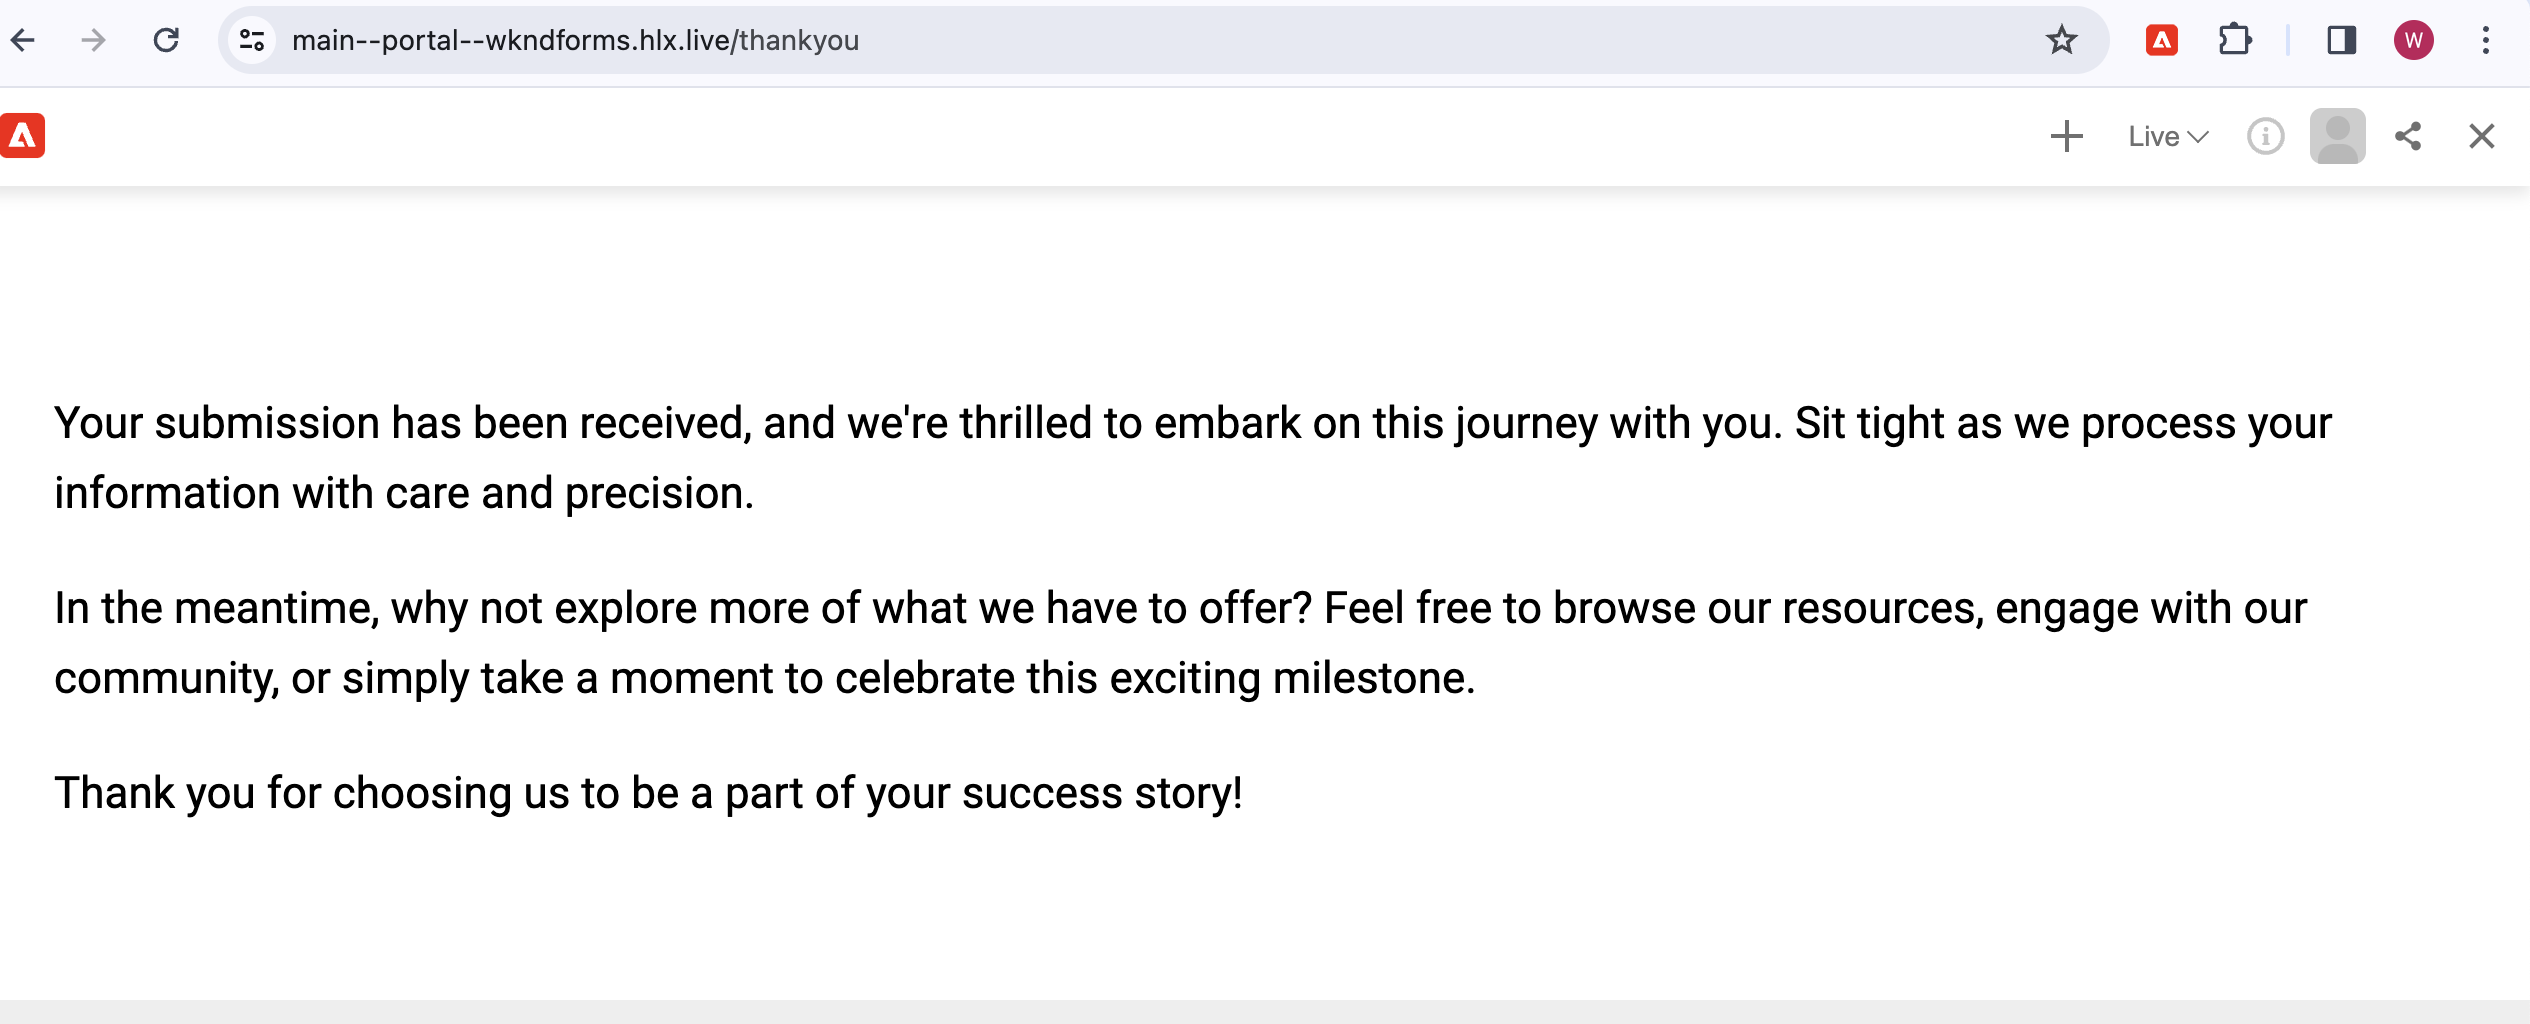 main--portal--wkndforms.hlx.live/thankyou
W
Live
Your submission has been received, and we're thrilled to embark on this journey with you. Sit tight as we process your
information with care and precision.
In the meantime, why not explore more of what we have to offer? Feel free to browse our resources, engage with our
community, or simply take a moment to celebrate this exciting milestone.
Thank you for choosing us to be a part of your success story!